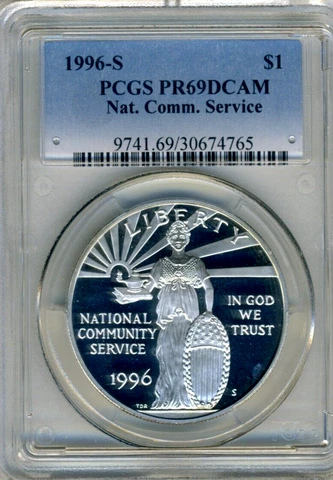 1996-S $1
PCGS PR69DCAM
Nat. Comm. Service
9741.69/30674765
LIBERTY
IN GOD
WE
TRUST
NATIONAL
COMMUNITY
SERVICE
1996
TDR
S